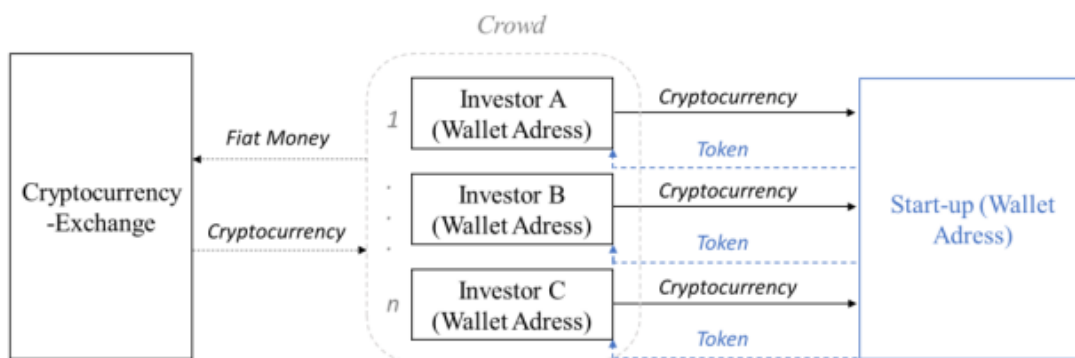 Crowd
Cryptocurrency
-Exchange
Fiat Money
Cryptocurrency
1
.
.
.
.
n
Investor A
(Wallet Adress)
Investor B
(Wallet Adress)
Investor C
(Wallet Adress)
Cryptocurrency
Token
Cryptocurrency
Token
Cryptocurrency
Token
Start-up (Wallet
Adress)